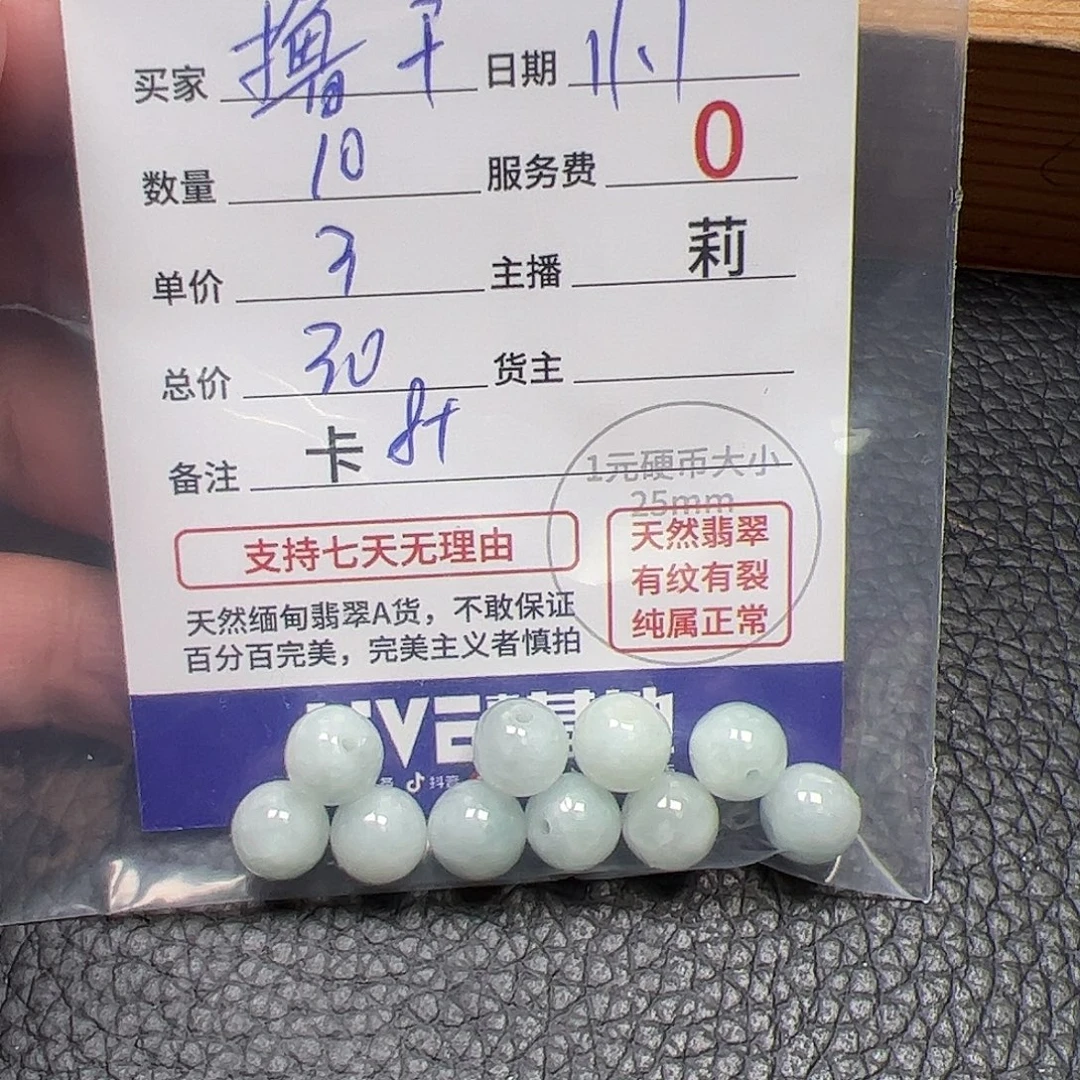 买家 日期 11.1
数量 10 服务费 0
单价 3 主播 莉
总价 30 货主
备注 卡 8+
1元硬币大小
25mm
支持七天无理由
天然翡翠
有纹有裂
纯属正常
天然缅甸翡翠A货，不敢保证
百分百完美，完美主义者慎拍
抖音